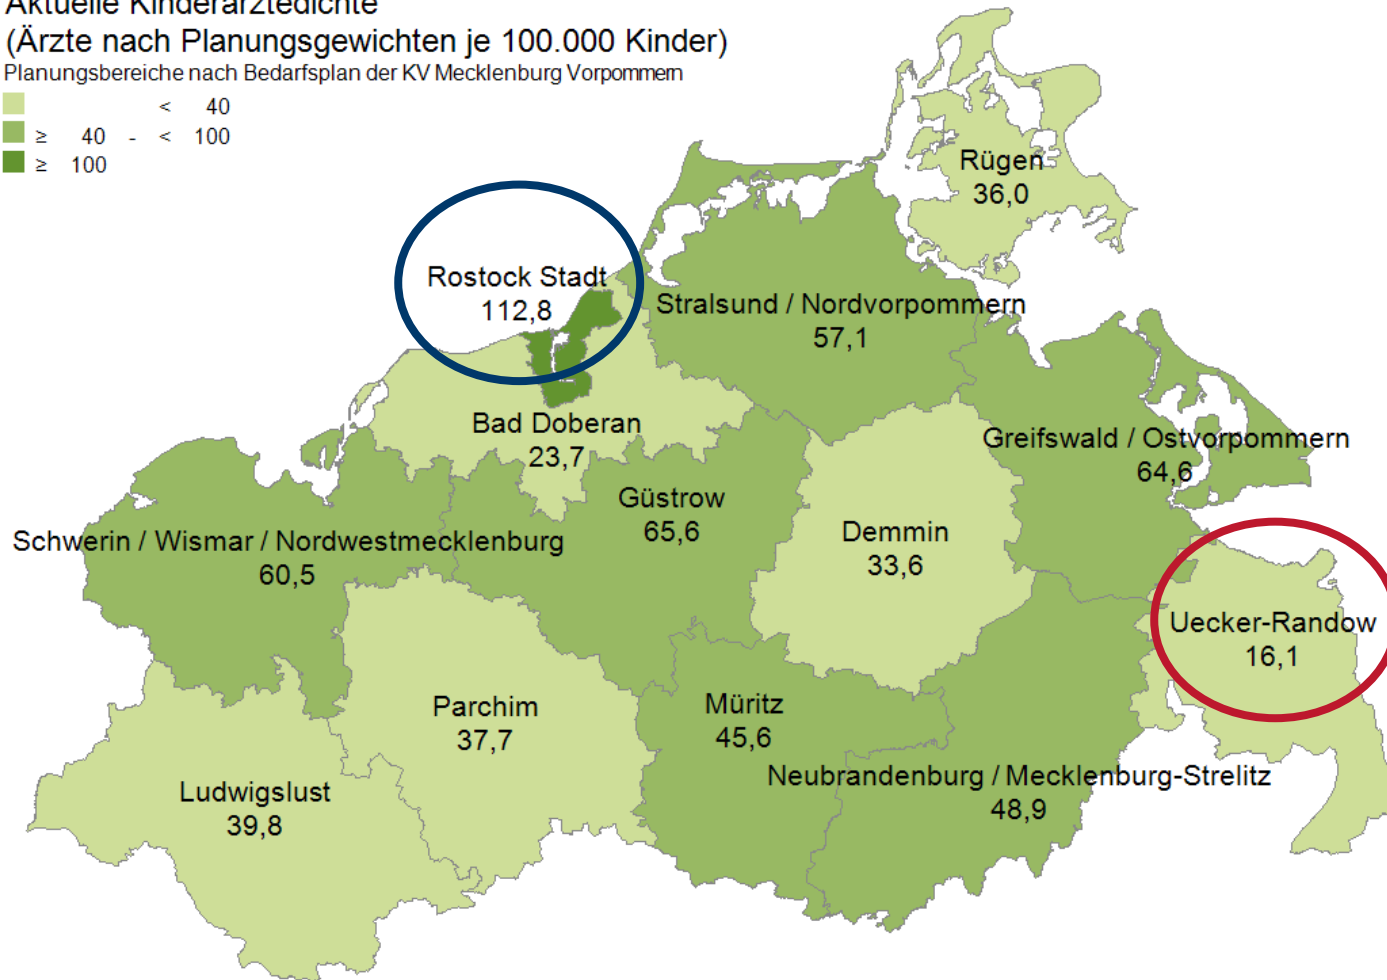 Aktuelle Kinderärztedichte
(Ärzte nach Planungsgewichten je 100.000 Kinder)
Planungsbereiche nach Bedarfsplan der KV Mecklenburg Vorpommern
< 40
≥ 40 - < 100
≥ 100
Rügen
36,0
Rostock Stadt
112,8
Stralsund / Nordvorpommern
57,1
Bad Doberan
23,7
Greifswald / Ostvorpommern
64,6
Güstrow
65,6
Demmin
33,6
Schwerin / Wismar / Nordwestmecklenburg
60,5
Uecker-Randow
16,1
Parchim
37,7
Müritz
45,6
Neubrandenburg / Mecklenburg-Strelitz
48,9
Ludwigslust
39,8